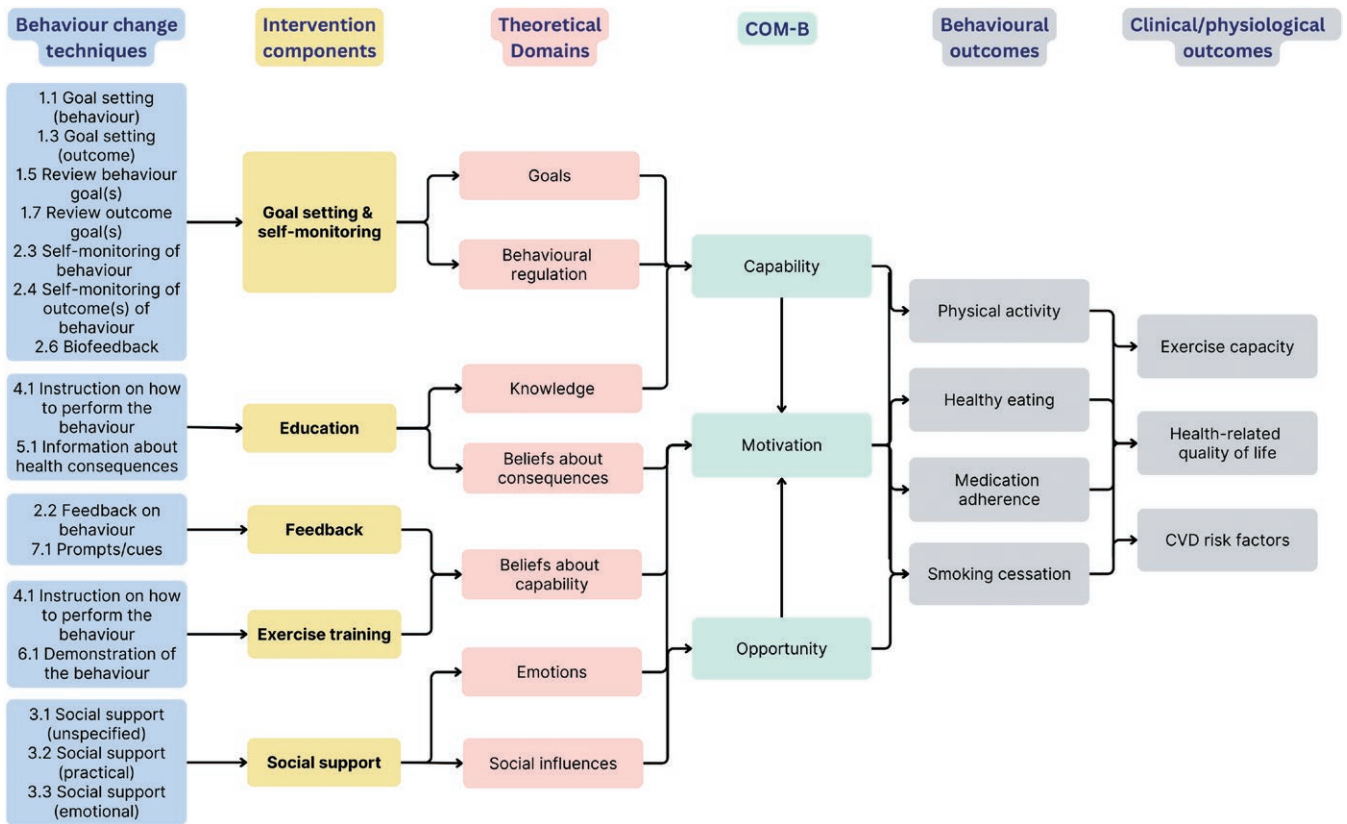 Behaviour change
techniques
Intervention
components
Theoretical
Domains
COM-B
Behavioural
outcomes
Clinical/physiological
outcomes
1.1 Goal setting
(behaviour)
1.3 Goal setting
(outcome)
1.5 Review behaviour
goal(s)
1.7 Review outcome
goal(s)
2.3 Self-monitoring of
behaviour
2.4 Self-monitoring of
outcome(s) of
behaviour
2.6 Biofeedback
4.1 Instruction on how
to perform the
behaviour
5.1 Information about
health consequences
2.2 Feedback on
behaviour
7.1 Prompts/cues
4.1 Instruction on how
to perform the
behaviour
6.1 Demonstration of
the behaviour
3.1 Social support
(unspecified)
3.2 Social support
(practical)
3.3 Social support
(emotional)
Goal setting &
self-monitoring
Education
Feedback
Exercise training
Social support
Goals
Behavioural
regulation
Knowledge
Beliefs about
consequences
Beliefs about
capability
Emotions
Social influences
Capability
Motivation
Opportunity
Physical activity
Healthy eating
Medication
adherence
Smoking cessation
Exercise capacity
Health-related
quality of life
CVD risk factors